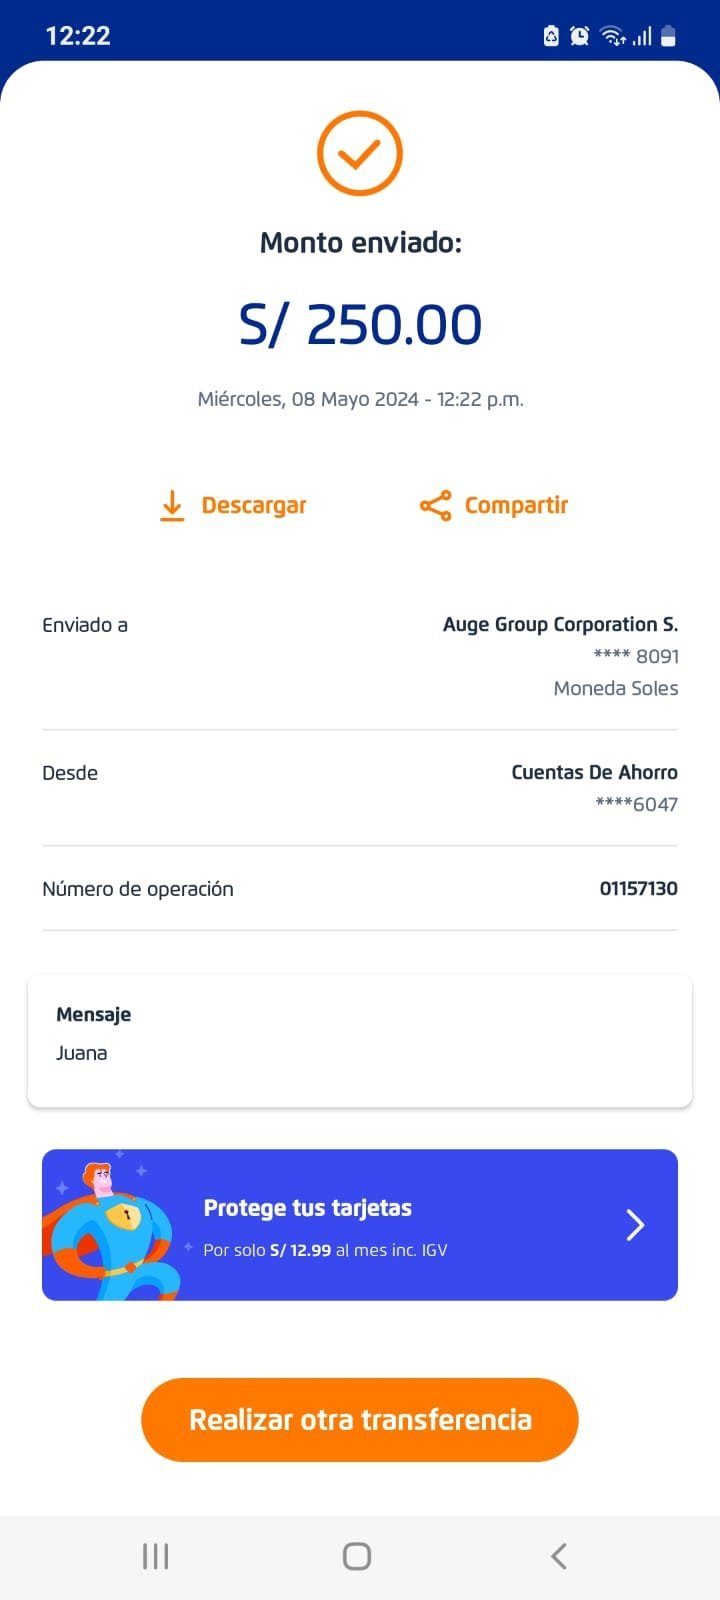 12:22
Monto enviado:
S/ 250.00
Miércoles, 08 Mayo 2024 - 12:22 p.m.
Descargar
Compartir
Enviado a
Auge Group Corporation S.
**** 8091
Moneda Soles
Desde
Cuentas De Ahorro
****6047
Número de operación
01157130
Mensaje
Juana
Protege tus tarjetas
Por solo S/ 12.99 al mes inc. IGV
Realizar otra transferencia